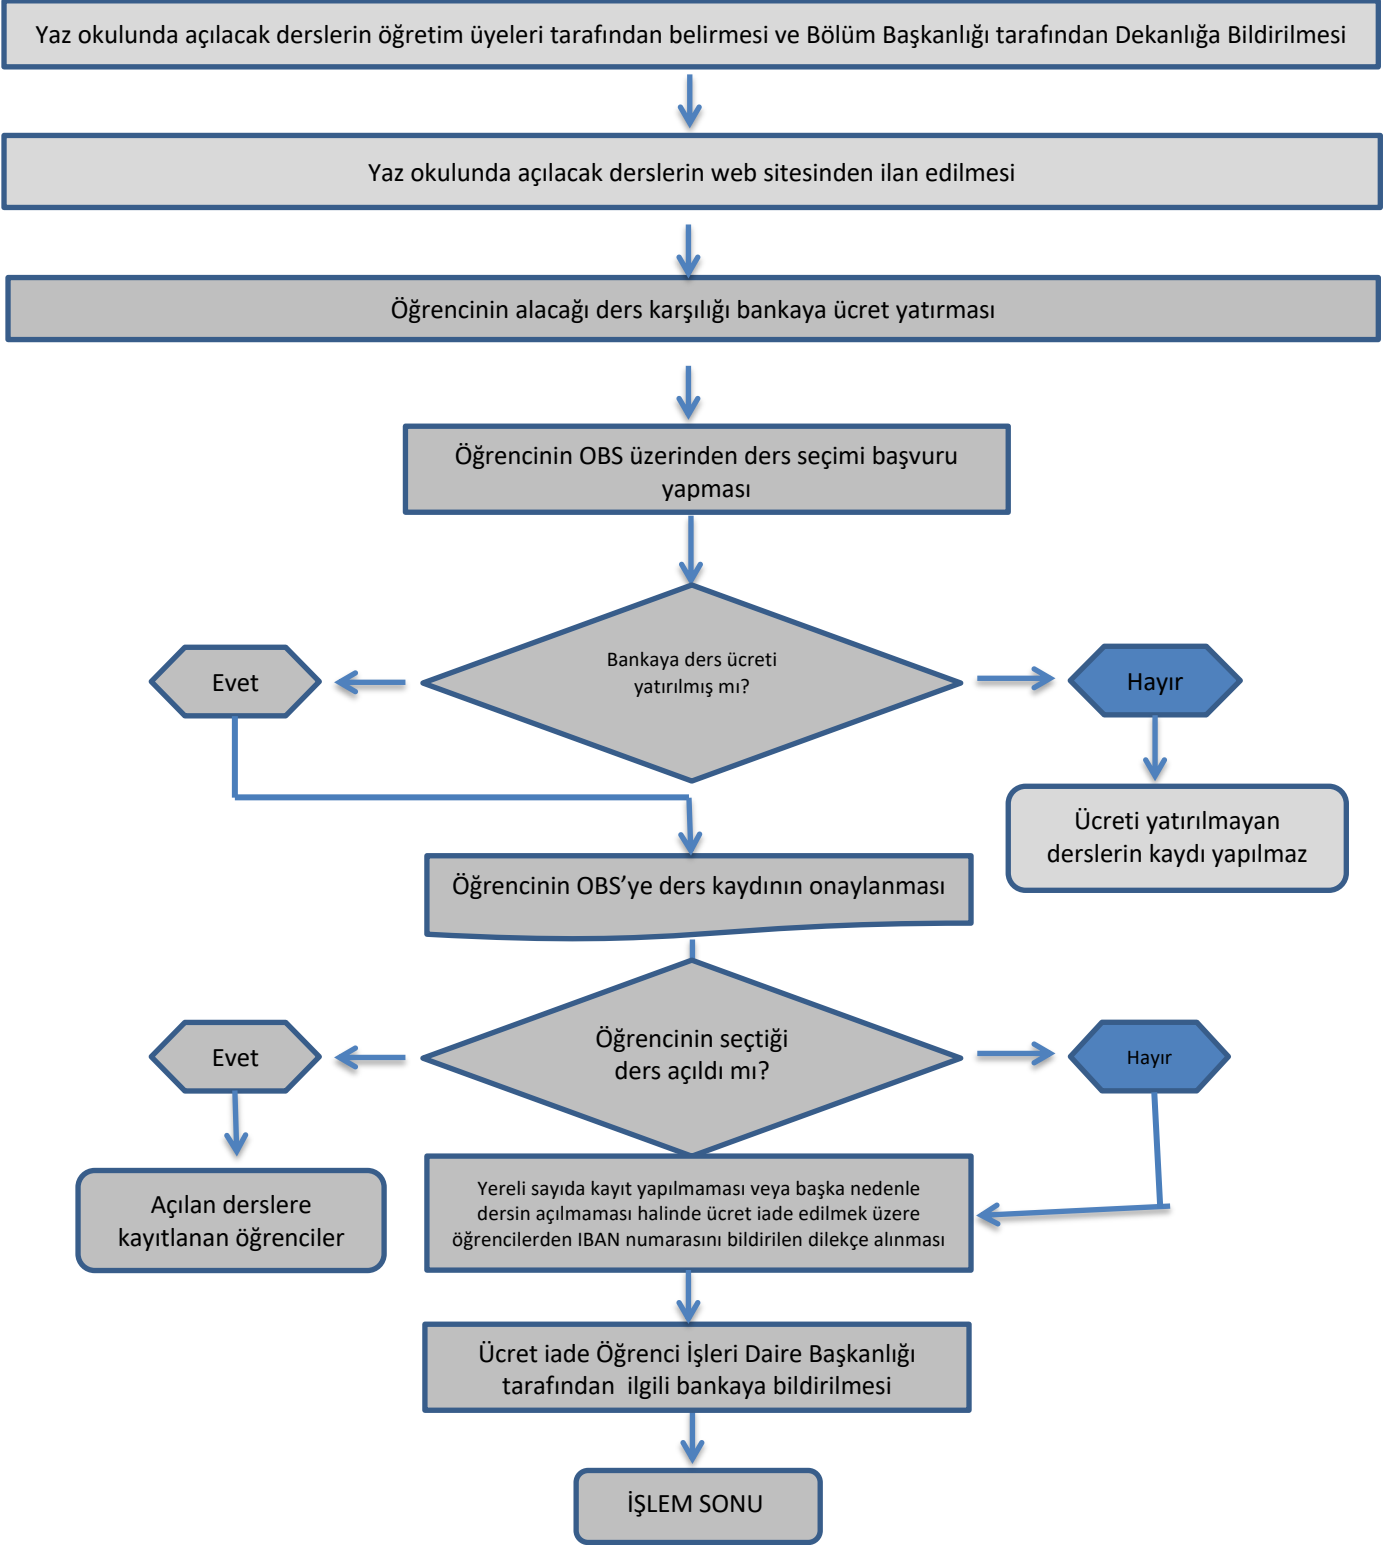 Yaz okulunda açılacak derslerin öğretim üyeleri tarafından belirmesi ve Bölüm Başkanlığı tarafından Dekanlığa Bildirilmesi
Yaz okulunda açılacak derslerin web sitesinden ilan edilmesi
Öğrencinin alacağı ders karşılığı bankaya ücret yatırması
Öğrencinin OBS üzerinden ders seçimi başvuru
yapması
Bankaya ders ücreti
yatırılmış mı?
Evet
Hayır
Ücreti yatırılmayan
derslerin kaydı yapılmaz
Öğrencinin OBS’ye ders kaydının onaylanması
Öğrencinin seçtiği
ders açıldı mı?
Evet
Hayır
Açılan derslere
kayıtlanan öğrenciler
Yereli sayıda kayıt yapılmaması veya başka nedenle
dersin açılmaması halinde ücret iade edilmek üzere
öğrencilerden IBAN numarasını bildirilen dilekçe alınması
Ücret iade Öğrenci İşleri Daire Başkanlığı
tarafından  ilgili bankaya bildirilmesi
İŞLEM SONU